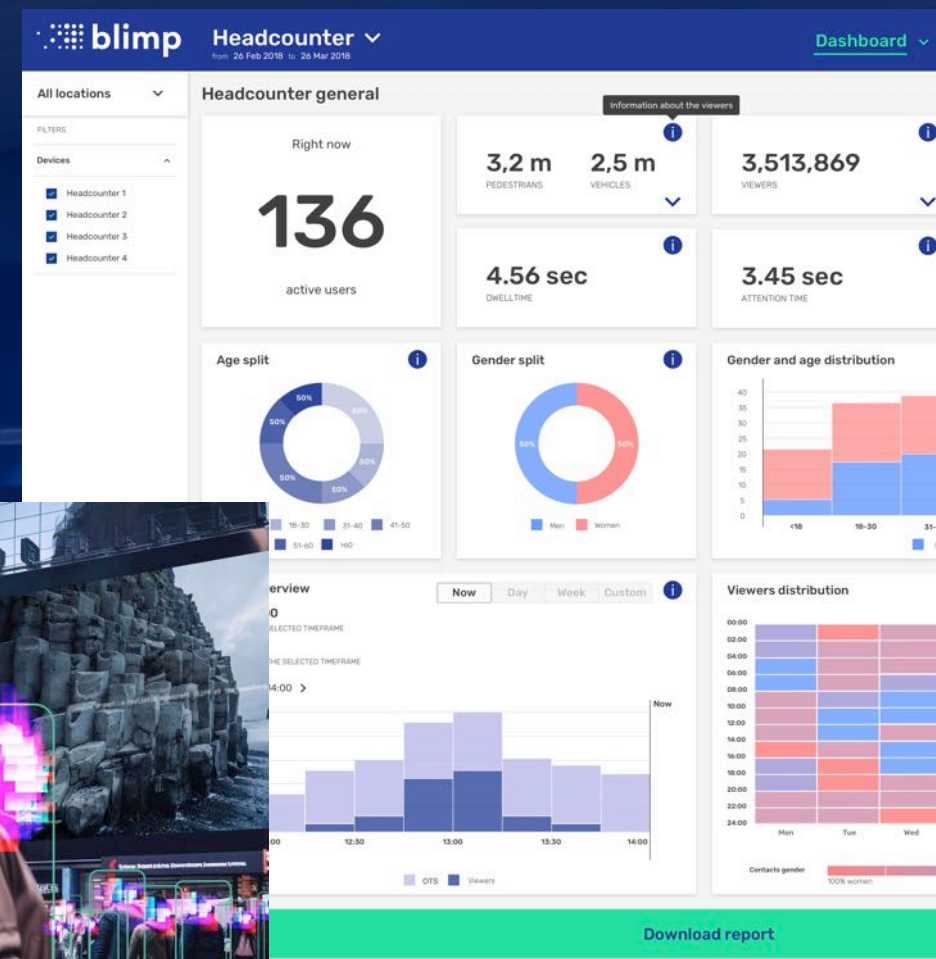 blimp
Headcounter
from 26 Feb 2018 to 26 Mar 2018
Dashboard
All locations
FILTERS
Devices
Headcounter 1
Headcounter 2
Headcounter 3
Headcounter 4
Headcounter general
Information about the viewers
Right now
136
active users
3,2 m
PEDESTRIANS
2,5 m
VEHICLES
3,513,869
VIEWERS
4.56 sec
DWELLTIME
3.45 sec
ATTENTION TIME
Age split
50%
50%
50%
50%
50%
50%
18-30 31-40 41-50
51-60 >60
Gender split
50% 50%
Men Women
Gender and age distribution
40
35
30
25
20
15
10
5
0
<18 18-30 31-
erview
Now Day Week Custom
0
SELECTED TIMEFRAME
THE SELECTED TIMEFRAME
14:00
Now
:00 12:30 13:00 13:30 14:00
OTS Viewers
Viewers distribution
00:00
02:00
04:00
06:00
08:00
10:00
12:00
14:00
16:00
18:00
20:00
22:00
24:00
Mon Tue Wed
Contacts gender
100% women
Download report